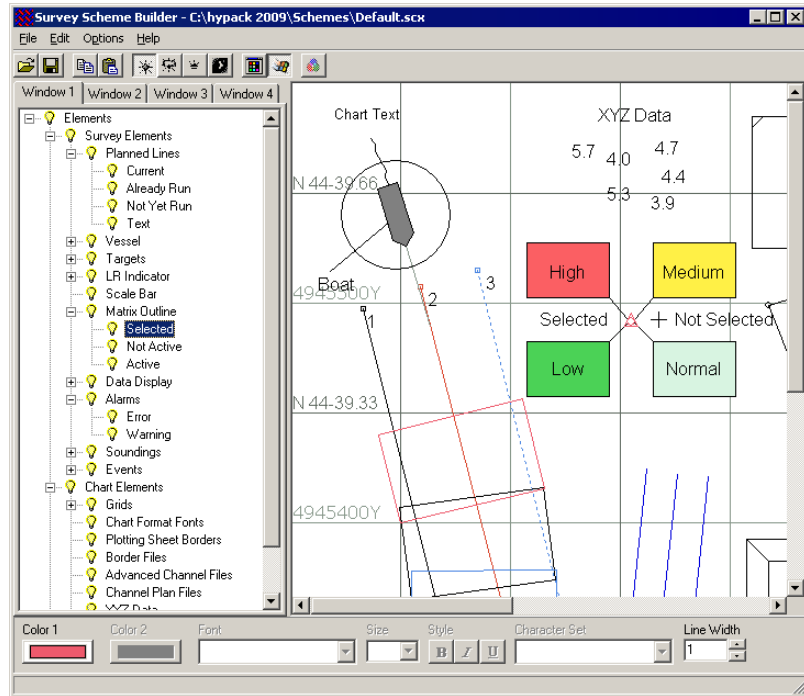 Survey Scheme Builder - C:\hypack 2009\Schemes\Default.scx
File Edit Options Help
Window 1 Window 2 Window 3 Window 4
Elements
Survey Elements
Planned Lines
Current
Already Run
Not Yet Run
Text
Vessel
Targets
LR Indicator
Scale Bar
Matrix Outline
Selected
Not Active
Active
Data Display
Alarms
Error
Warning
Soundings
Events
Chart Elements
Grids
Chart Format Fonts
Plotting Sheet Borders
Border Files
Advanced Channel Files
Channel Plan Files
XYZ Data
Chart Text
XYZ Data
5.7 4.0 4.7
4.4
5.3 3.9
N 44-39.66
Boat
4945500Y
1 2 3
High Medium
Selected Not Selected
Low Normal
N 44-39.33
4945400Y
Color 1 Color 2 Font Size Style Character Set Line Width
B I U 1